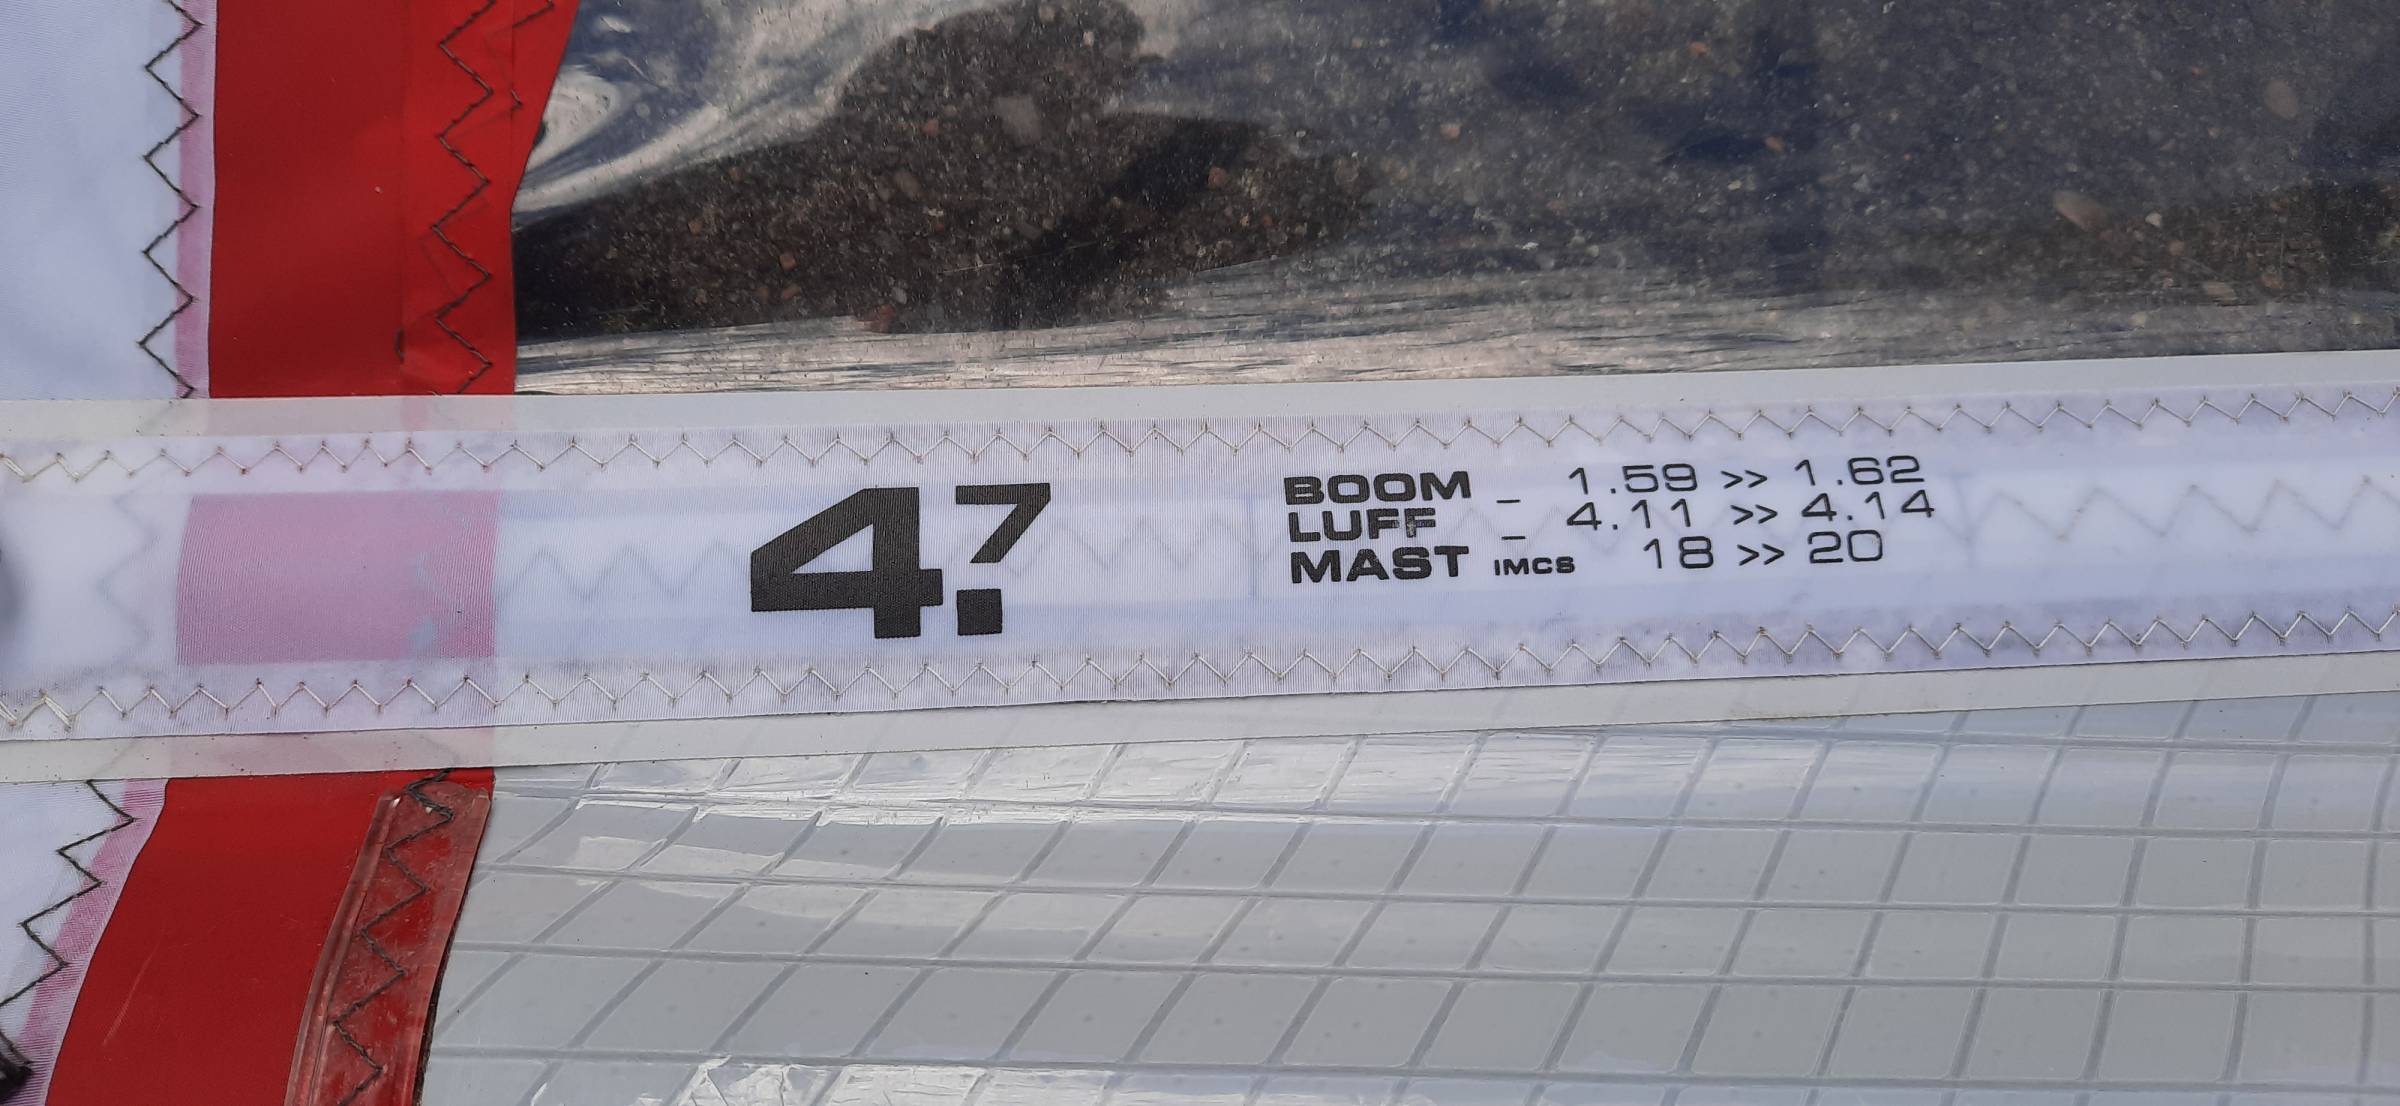 4.7
BOOM _ 1.59 >> 1.62
LUFF _ 4.11 >> 4.14
MAST IMCS 18 >> 20